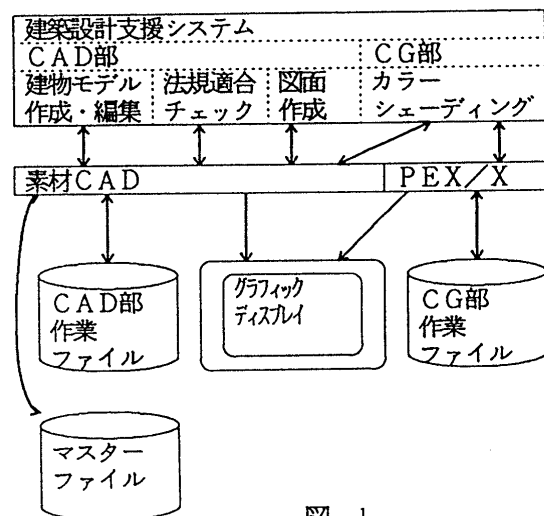 建築設計支援システム
CAD部
CG部
建物モデル
作成・編集
法規適合
チェック
図面
作成
カラー
シェーディング
素材CAD
PEX／X
CAD部
作業
ファイル
グラフィック
ディスプレイ
CG部
作業
ファイル
マスター
ファイル
図 1